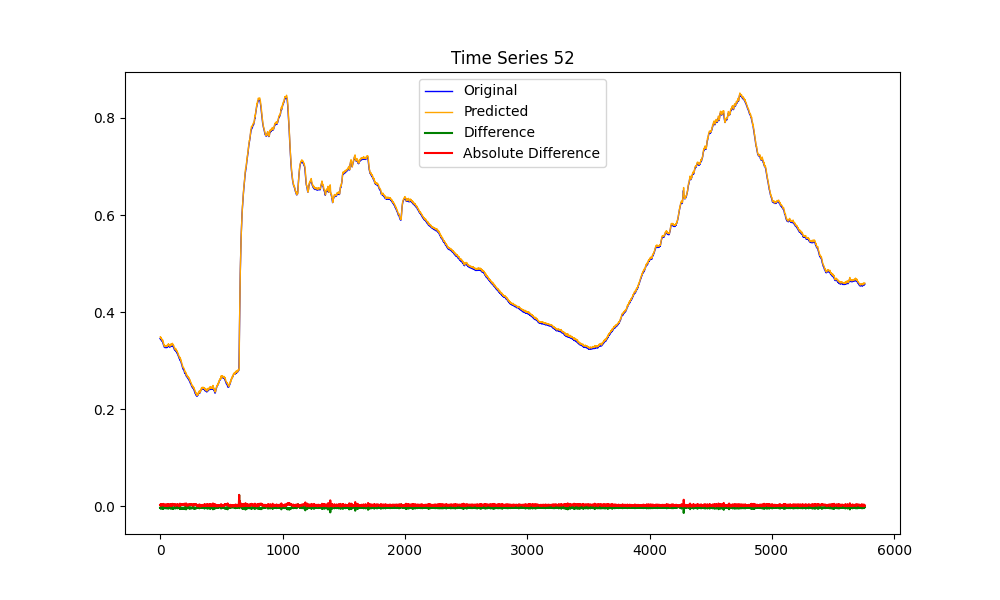 Time Series 52
Original
Predicted
Difference
Absolute Difference
0.8
0.6
0.4
0.2
0.0
0 1000 2000 3000 4000 5000 6000